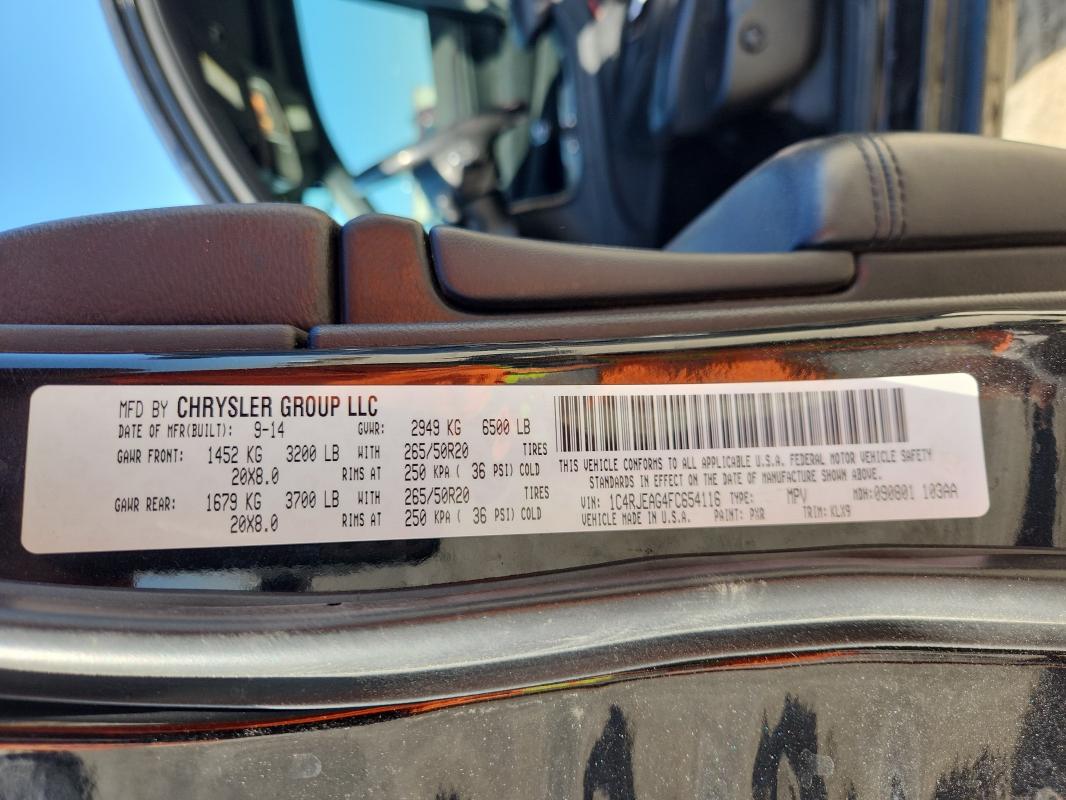 MFD BY CHRYSLER GROUP LLC
DATE OF MFR(BUILT): 9-14 GVWR: 2949 KG 6500 LB
GAWR FRONT: 1452 KG 3200 LB WITH 265/50R20 TIRES
20X8.0 RIMS AT 250 KPA ( 36 PSI) COLD
GAWR REAR: 1679 KG 3700 LB WITH 265/50R20 TIRES
20X8.0 RIMS AT 250 KPA ( 36 PSI) COLD
THIS VEHICLE CONFORMS TO ALL APPLICABLE U.S.A. FEDERAL MOTOR VEHICLE SAFETY
STANDARDS IN EFFECT ON THE DATE OF MANUFACTURE SHOWN ABOVE.
VIN: 1C4RJEAG4FC654116 TYPE: MPV MDH: 090801 103AA
VEHICLE MADE IN U.S.A. PAINT: PXR TRIM: KLX9